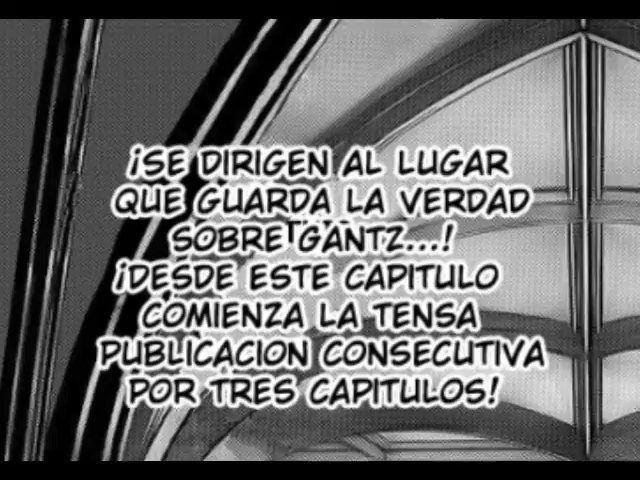 ¡SE DIRIGEN AL LUGAR
QUE GUARDA LA VERDAD
SOBRE GANTZ...!
¡DESDE ESTE CAPITULO
COMIENZA LA TENSA
PUBLICACION CONSECUTIVA
POR TRES CAPITULOS!